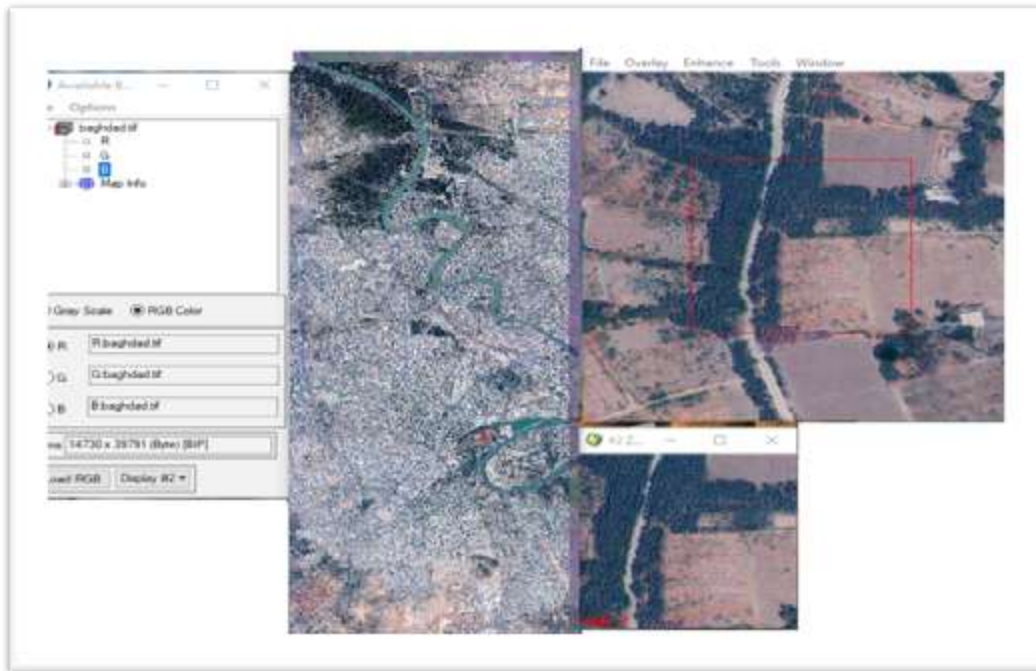 Available B...
Options
baghdad.tif
R
G
B
Map Info
Gray Scale RGB Color
R R:baghdad.tif
G G:baghdad.tif
B B:baghdad.tif
14730 x 39791 (Byte) [BIP]
Load RGB Display #2
File Overlay Enhance Tools Window
#2 Z...